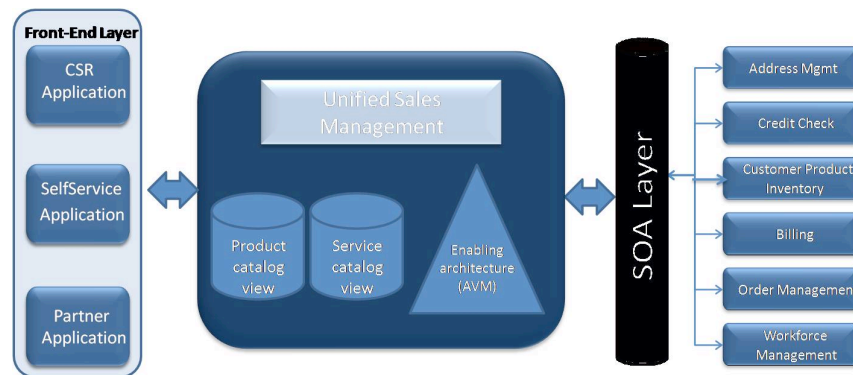 Front-End Layer
CSR
Application
SelfService
Application
Partner
Application
Unified Sales
Management
Product
catalog
view
Service
catalog
view
Enabling
architecture
(AVM)
SOA Layer
Address Mgmt
Credit Check
Customer Product
Inventory
Billing
Order Management
Workforce
Management